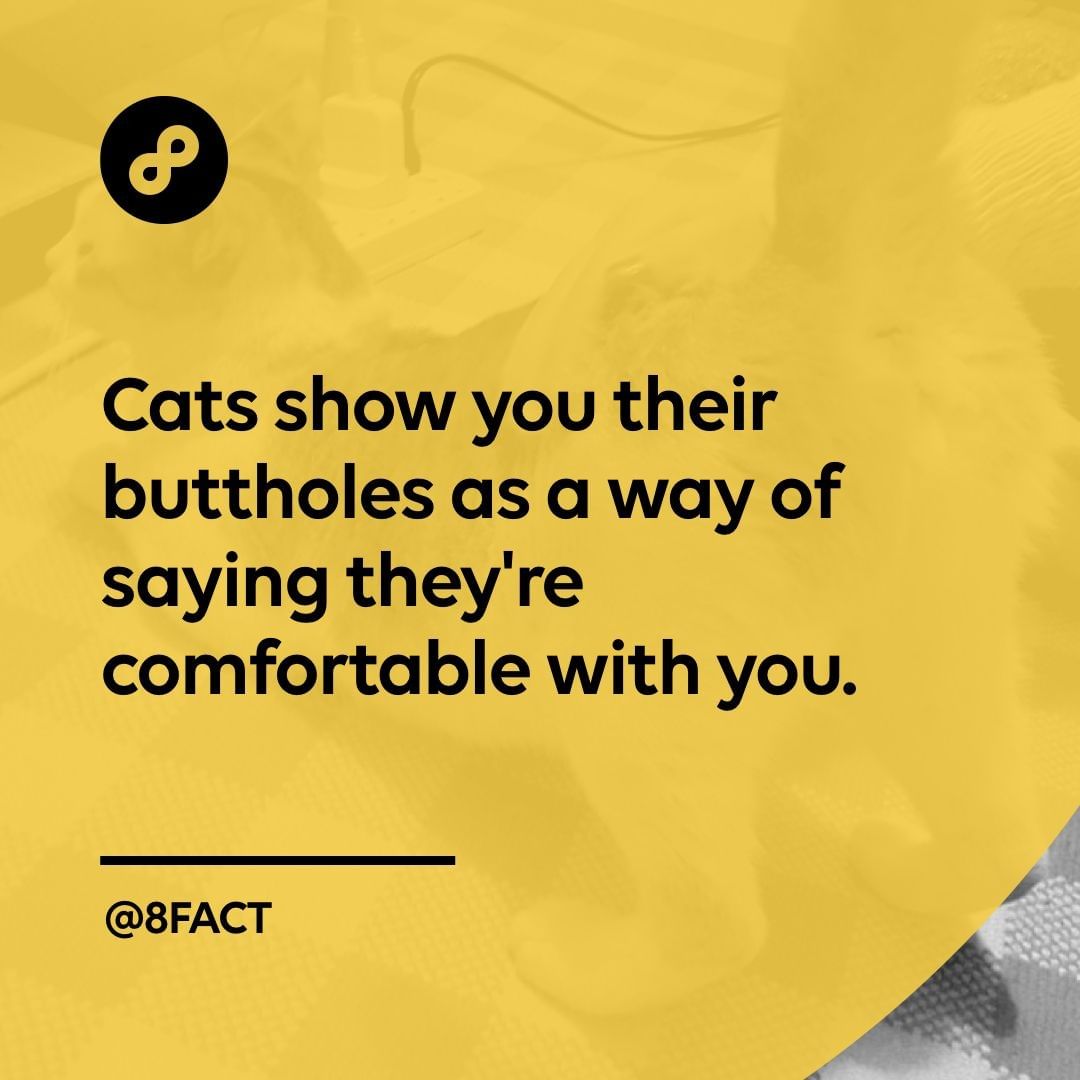 Cats show you their
buttholes as a way of
saying they're
comfortable with you.
@8FACT